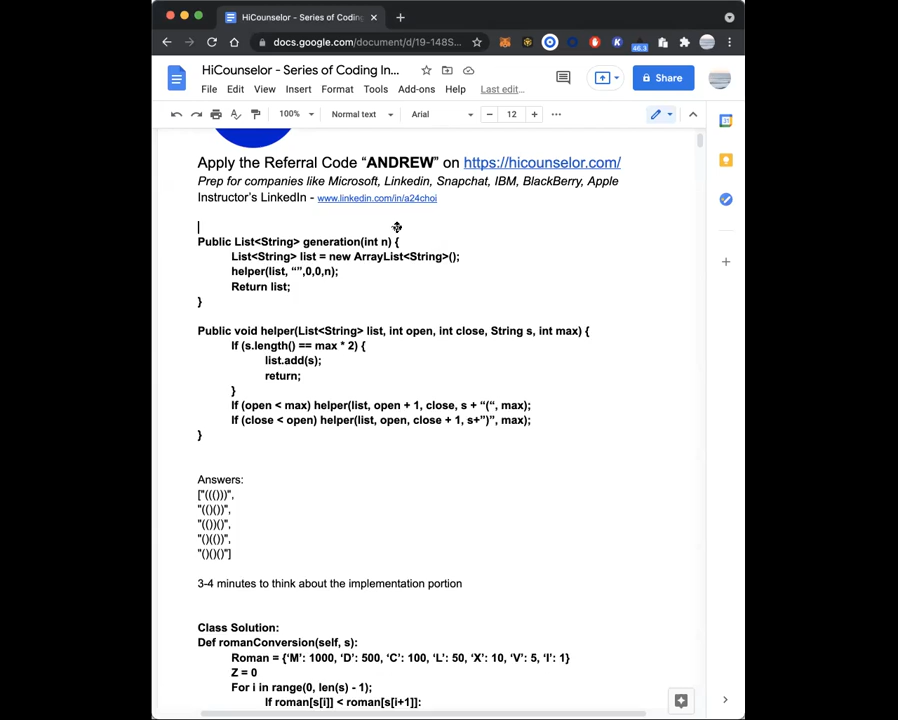 HiCounselor - Series of Coding
docs.google.com/document/d/19-148S...
46.3
HiCounselor - Series of Coding In...
Share
File Edit View Insert Format Tools Add-ons Help Last edit...
100% Normal text Arial 12
Apply the Referral Code “ANDREW” on https://hicounselor.com/
Prep for companies like Microsoft, Linkedin, Snapchat, IBM, BlackBerry, Apple
Instructor’s LinkedIn - www.linkedin.com/in/a24choi
Public List<String> generation(int n) {
List<String> list = new ArrayList<String>();
helper(list, “”,0,0,n);
Return list;
}
Public void helper(List<String> list, int open, int close, String s, int max) {
If (s.length() == max * 2) {
list.add(s);
return;
}
If (open < max) helper(list, open + 1, close, s + “(“, max);
If (close < open) helper(list, open, close + 1, s+”)”, max);
}
Answers:
["((()))",
"(()())",
"(())()",
"()(())",
"()()()"]
3-4 minutes to think about the implementation portion
Class Solution:
Def romanConversion(self, s):
Roman = {‘M’: 1000, ‘D’: 500, ‘C’: 100, ‘L’: 50, ‘X’: 10, ‘V’: 5, ‘I’: 1}
Z = 0
For i in range(0, len(s) - 1);
If roman[s[i]] < roman[s[i+1]]: